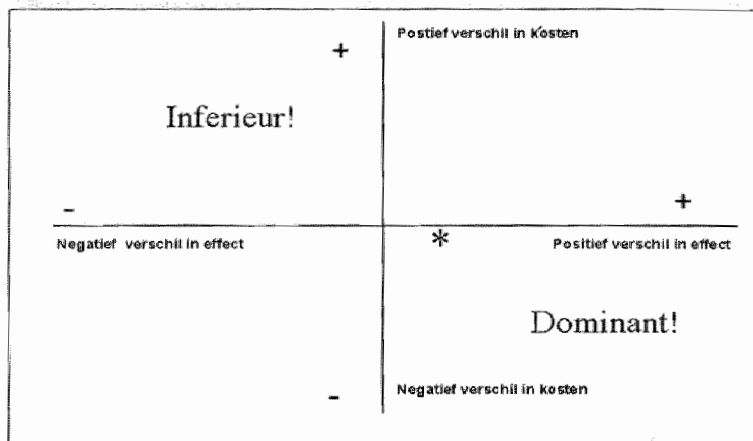 Postief verschil in kosten
+
Inferieur!
-
+
Negatief verschil in effect
*
Positief verschil in effect
Dominant!
-
Negatief verschil in kosten